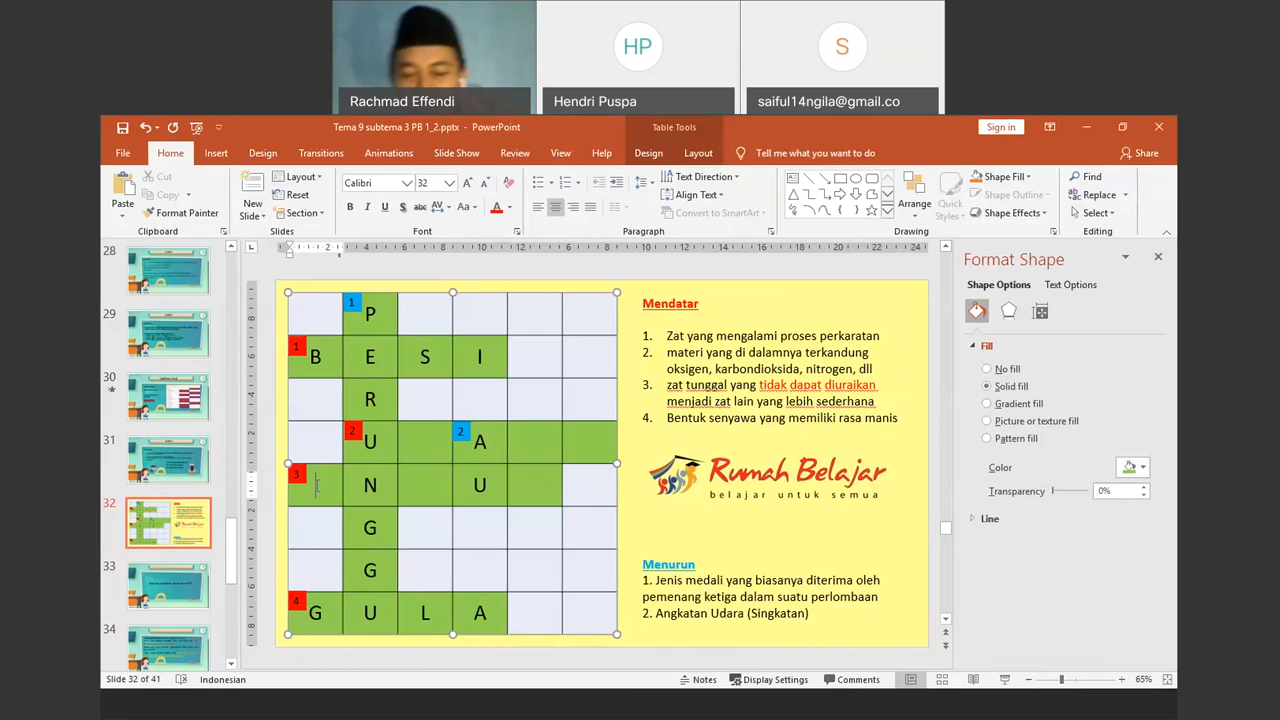 HP
S
Rachmad Effendi
Hendri Puspa
saiful14ngila@gmail.co
Tema 9 subtema 3 PB 1_2.pptx - PowerPoint
Table Tools
Sign in
File Home Insert Design Transitions Animations Slide Show Review View Help Design Layout Tell me what you want to do Share
Paste
Cut
Copy
Format Painter
Clipboard
New Slide
Layout
Reset
Section
Slides
Calibri 32
B I U S abc AV Aa A
Font
Text Direction
Align Text
Convert to SmartArt
Paragraph
Arrange
Quick Styles
Shape Fill
Shape Outline
Shape Effects
Drawing
Find
Replace
Select
Editing
28
29
30
31
32
33
34
1 P
1 B E S I
R
2 U 2 A
3 N U
G
G
4 G U L A
Mendatar
1. Zat yang mengalami proses perkaratan
2. materi yang di dalamnya terkandung
oksigen, karbondioksida, nitrogen, dll
3. zat tunggal yang tidak dapat diuraikan
menjadi zat lain yang lebih sederhana
4. Bentuk senyawa yang memiliki rasa manis
Rumah Belajar
belajar untuk semua
Menurun
1. Jenis medali yang biasanya diterima oleh
pemenang ketiga dalam suatu perlombaan
2. Angkatan Udara (Singkatan)
Format Shape
Shape Options Text Options
Fill
No fill
Solid fill
Gradient fill
Picture or texture fill
Pattern fill
Color
Transparency 0%
Line
Slide 32 of 41 Indonesian Notes Display Settings Comments 65%